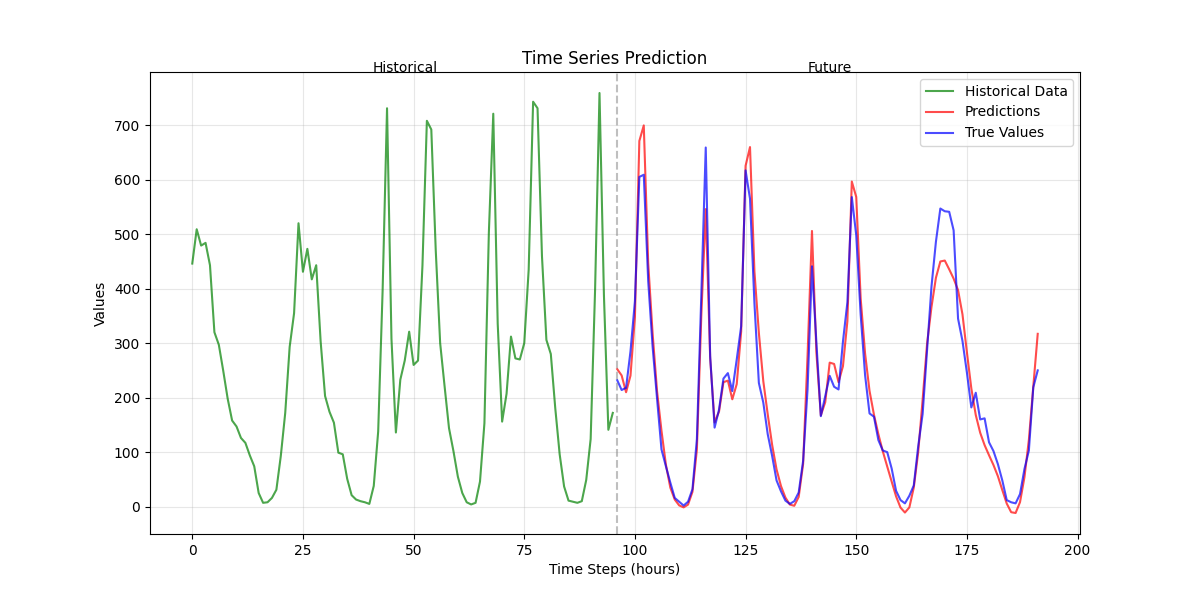 Time Series Prediction
Historical
Future
Historical Data
Predictions
True Values
Values
700
600
500
400
300
200
100
0
0
25
50
75
100
125
150
175
200
Time Steps (hours)